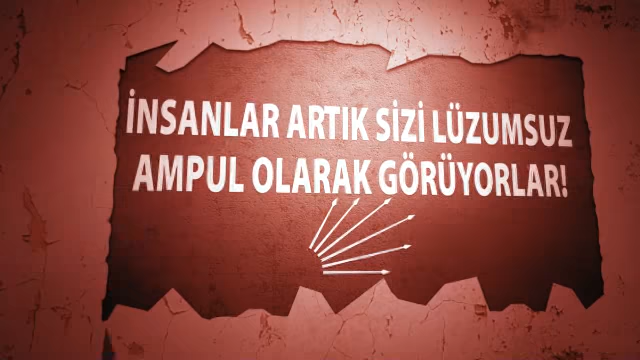 İNSANLAR ARTIK SİZİ LÜZUMSUZ
AMPUL OLARAK GÖRÜYORLAR!